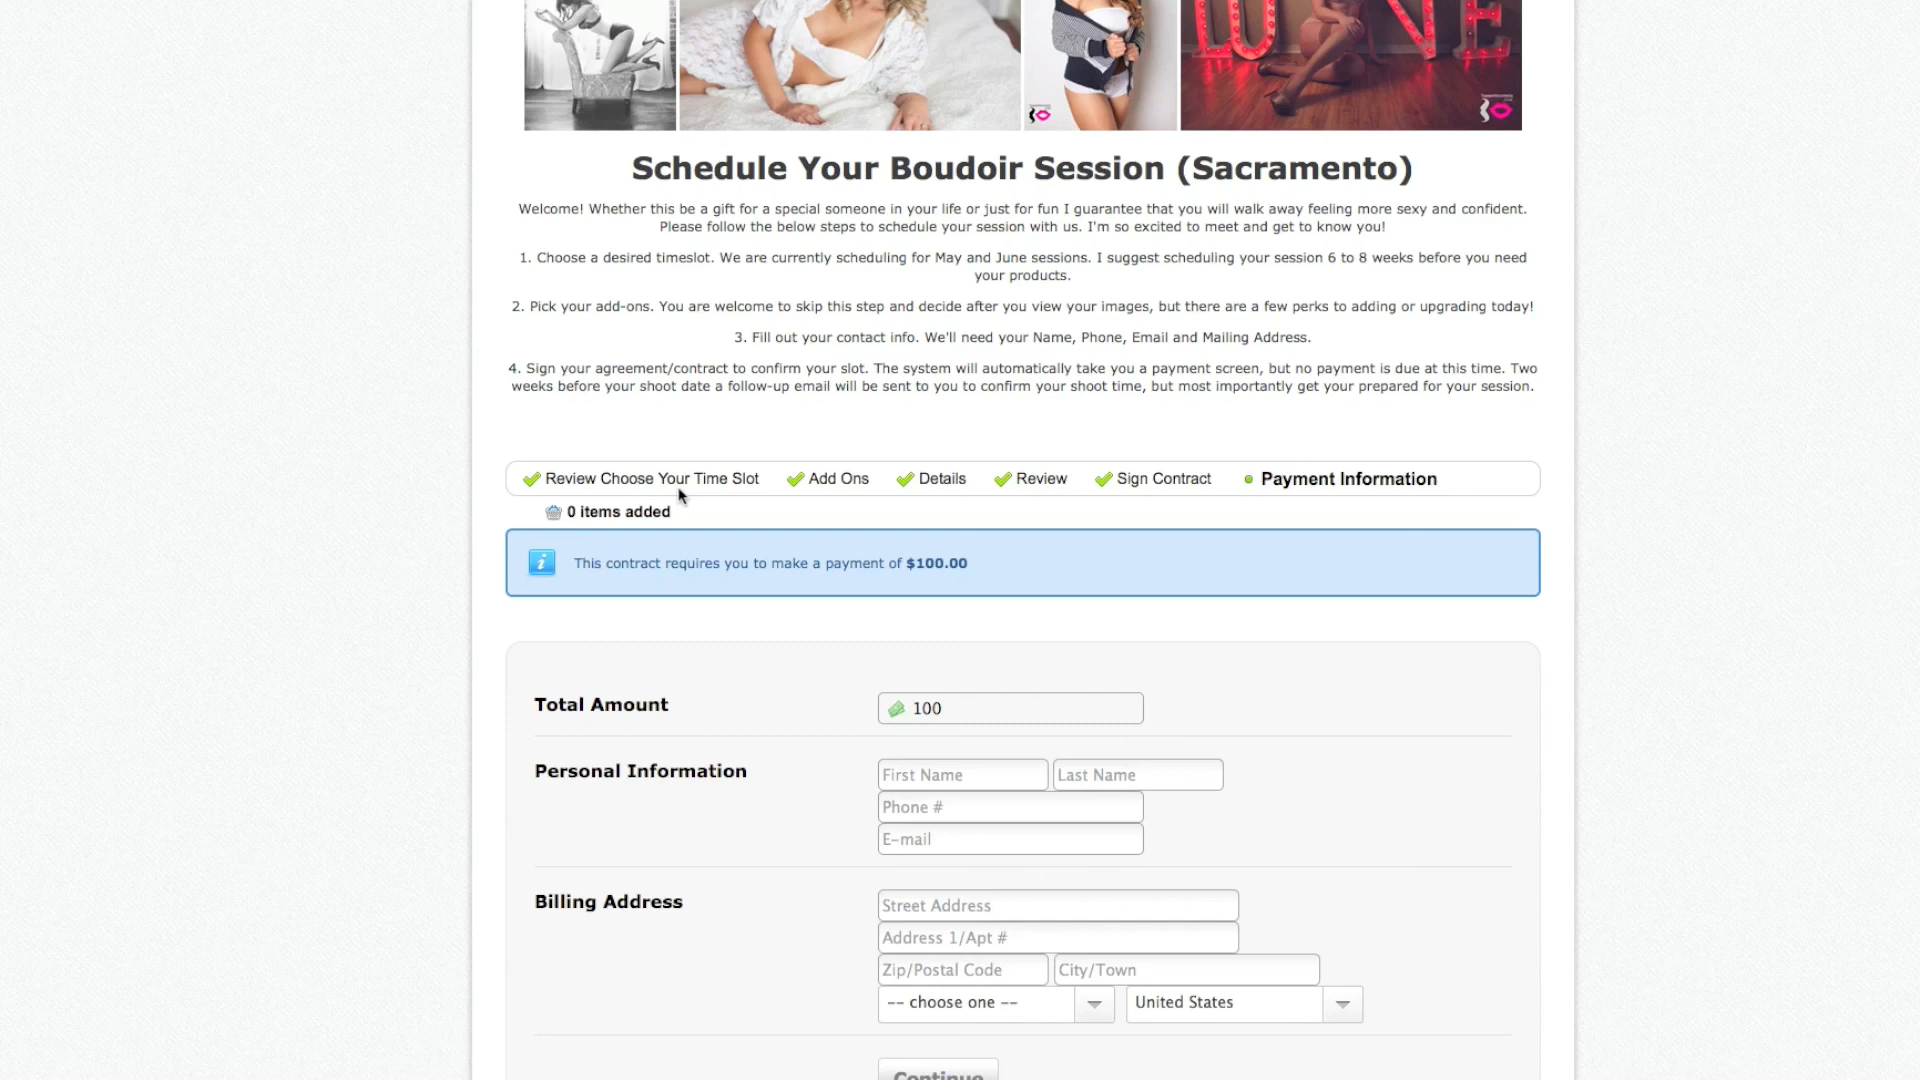 LOVE
Schedule Your Boudoir Session (Sacramento)
Welcome! Whether this be a gift for a special someone in your life or just for fun I guarantee that you will walk away feeling more sexy and confident.
Please follow the below steps to schedule your session with us. I'm so excited to meet and get to know you!
1. Choose a desired timeslot. We are currently scheduling for May and June sessions. I suggest scheduling your session 6 to 8 weeks before you need
your products.
2. Pick your add-ons. You are welcome to skip this step and decide after you view your images, but there are a few perks to adding or upgrading today!
3. Fill out your contact info. We'll need your Name, Phone, Email and Mailing Address.
4. Sign your agreement/contract to confirm your slot. The system will automatically take you a payment screen, but no payment is due at this time. Two
weeks before your shoot date a follow-up email will be sent to you to confirm your shoot time, but most importantly get your prepared for your session.
Review Choose Your Time Slot Add Ons Details Review Sign Contract Payment Information
0 items added
This contract requires you to make a payment of $100.00
Total Amount 100
Personal Information First Name Last Name
Phone #
E-mail
Billing Address Street Address
Address 1/Apt #
Zip/Postal Code City/Town
-- choose one -- United States
Continue